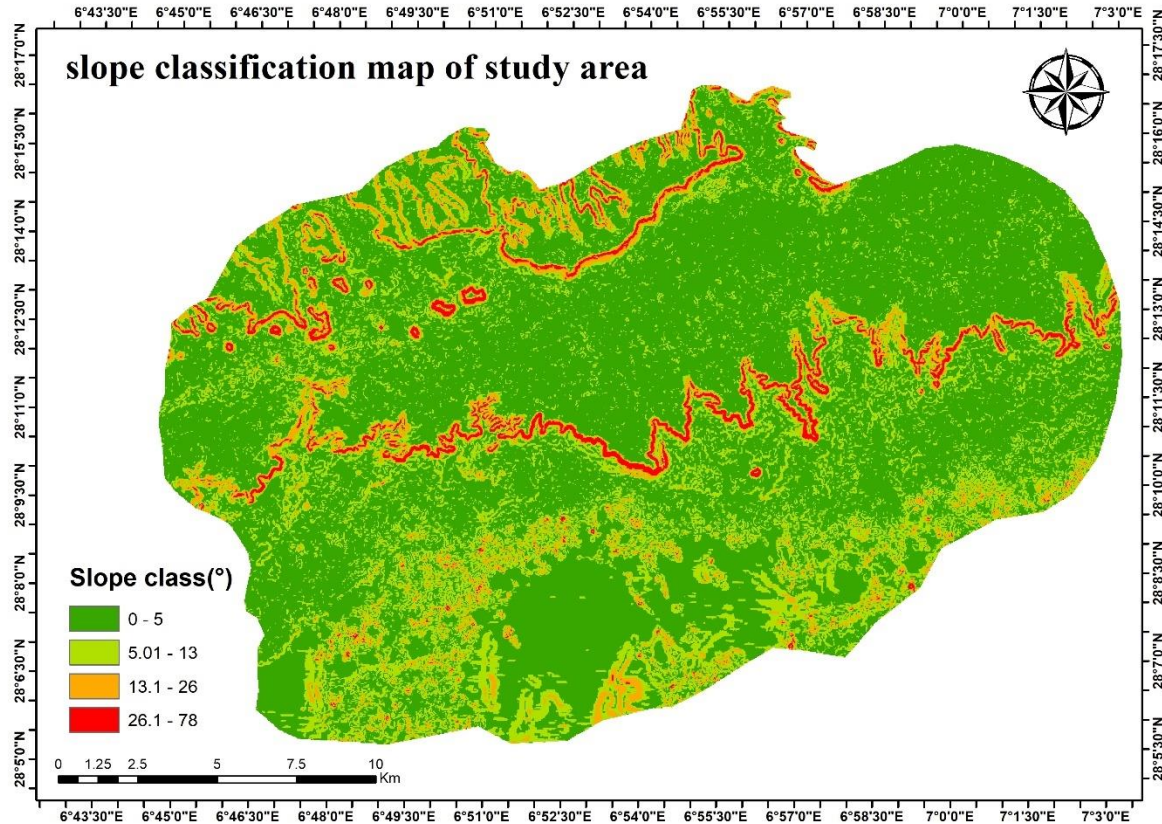 6°43'30"E 6°45'0"E 6°46'30"E 6°48'0"E 6°49'30"E 6°51'0"E 6°52'30"E 6°54'0"E 6°55'30"E 6°57'0"E 6°58'30"E 7°0'0"E 7°1'30"E 7°3'0"E
slope classification map of study area
28°17'0"N
28°15'30"N
28°14'0"N
28°12'30"N
28°11'0"N
28°9'30"N
28°8'0"N
28°6'30"N
28°5'0"N
28°17'30"N
28°16'0"N
28°14'30"N
28°13'0"N
28°11'30"N
28°10'0"N
28°8'30"N
28°7'0"N
28°5'30"N
Slope class(°)
0 - 5
5.01 - 13
13.1 - 26
26.1 - 78
0 1.25 2.5 5 7.5 10
Km
6°43'30"E 6°45'0"E 6°46'30"E 6°48'0"E 6°49'30"E 6°51'0"E 6°52'30"E 6°54'0"E 6°55'30"E 6°57'0"E 6°58'30"E 7°0'0"E 7°1'30"E 7°3'0"E